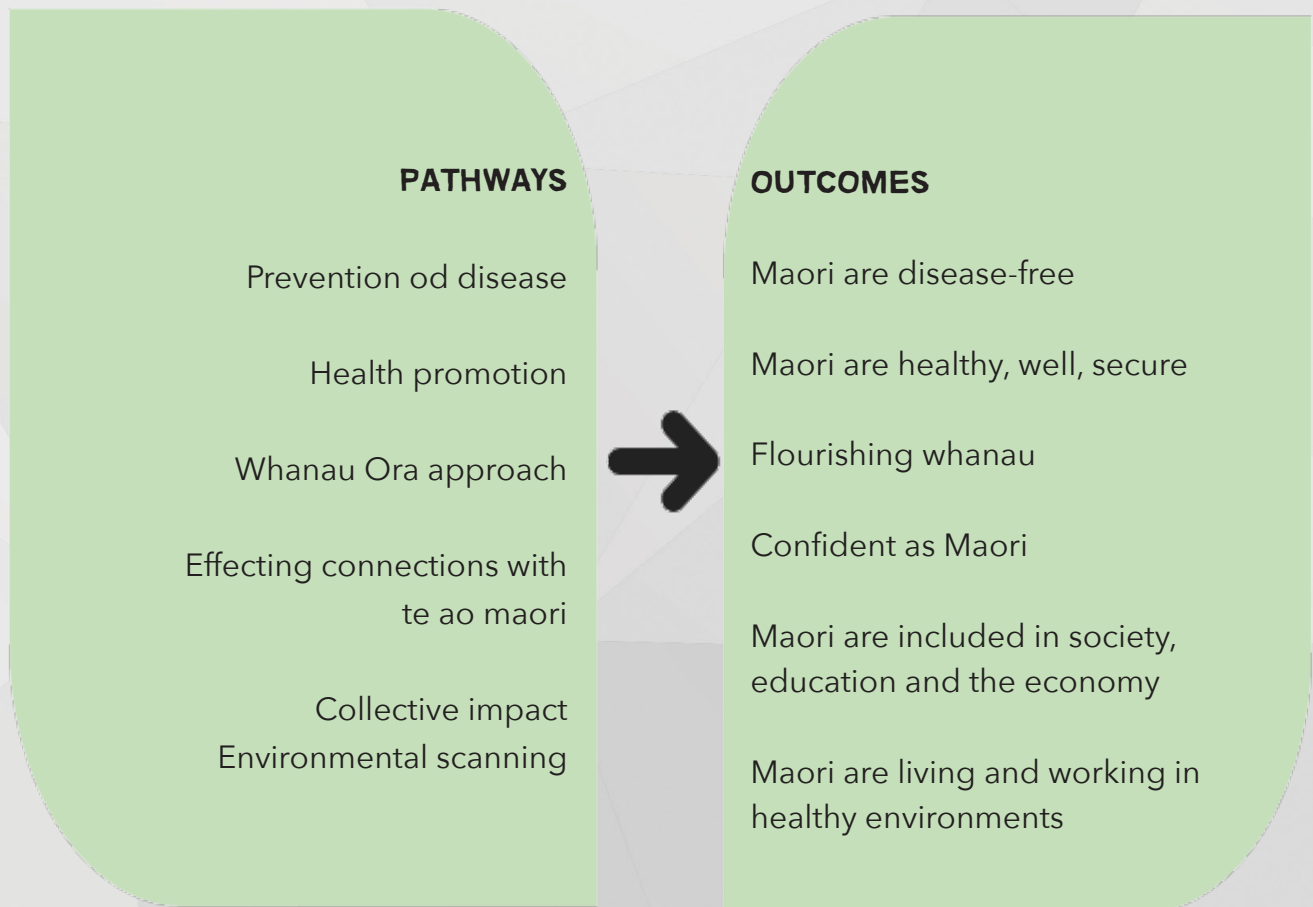 PATHWAYS
Prevention od disease
Health promotion
Whanau Ora approach
Effecting connections with
te ao maori
Collective impact
Environmental scanning
OUTCOMES
Maori are disease-free
Maori are healthy, well, secure
Flourishing whanau
Confident as Maori
Maori are included in society,
education and the economy
Maori are living and working in
healthy environments